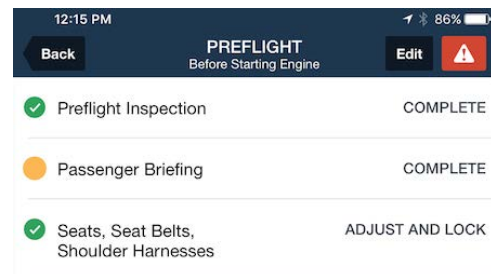 12:15 PM 86%
Back PREFLIGHT Edit
Before Starting Engine
Preflight Inspection COMPLETE
Passenger Briefing COMPLETE
Seats, Seat Belts, ADJUST AND LOCK
Shoulder Harnesses